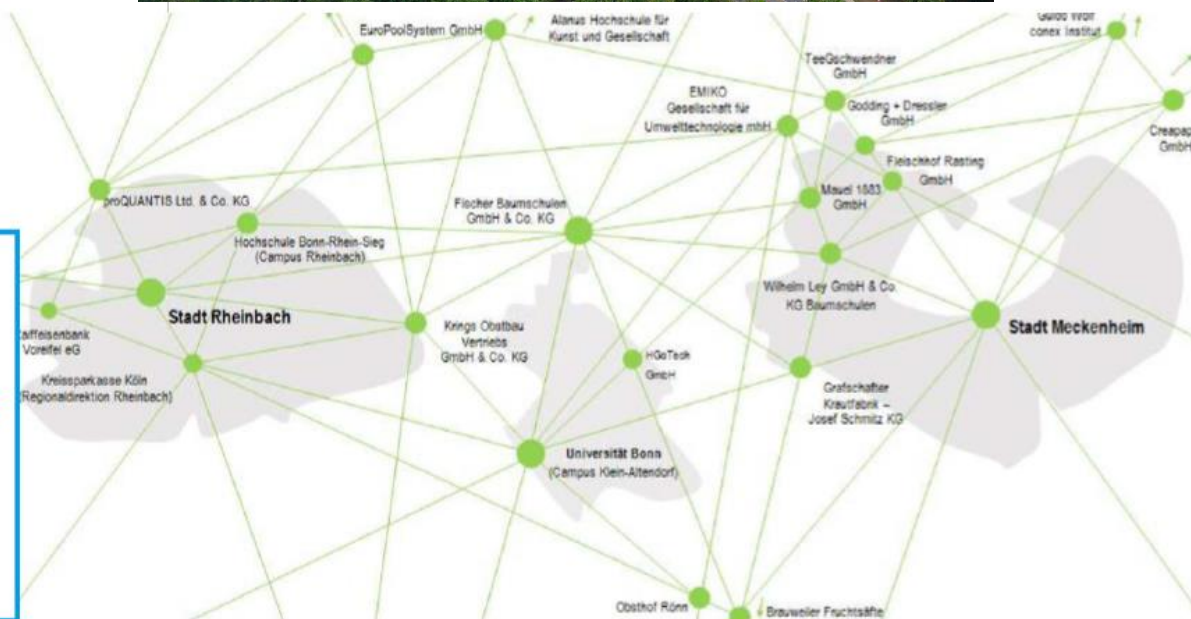 EuroPoolSystem GmbH
Alanus Hochschule für
Kunst und Gesellschaft
Guido Wolf
conex Institut
TeeGschwendner
GmbH
EMIKO
Gesellschaft für
Umwelttechnologie mbH
Godding + Dressler
GmbH
GmbH
Fleischhof Rasting
GmbH
proQUANTIS Ltd. & Co. KG
Fischer Baumschulen
GmbH & Co. KG
Mauel 1883
GmbH
Hochschule Bonn-Rhein-Sieg
(Campus Rheinbach)
Wilhelm Ley GmbH & Co.
KG Baumschulen
Stadt Rheinbach
Stadt Meckenheim
Voreifel eG
Krings Obstbau
Vertriebs
GmbH & Co. KG
HGoTech
GmbH
Kreissparkasse Köln
(Regionaldirektion Rheinbach)
Grafschafter
Krautfabrik –
Josef Schmitz KG
Universität Bonn
(Campus Klein-Altendorf)
Obsthof Rönn
Brauweiler Fruchtsäfte